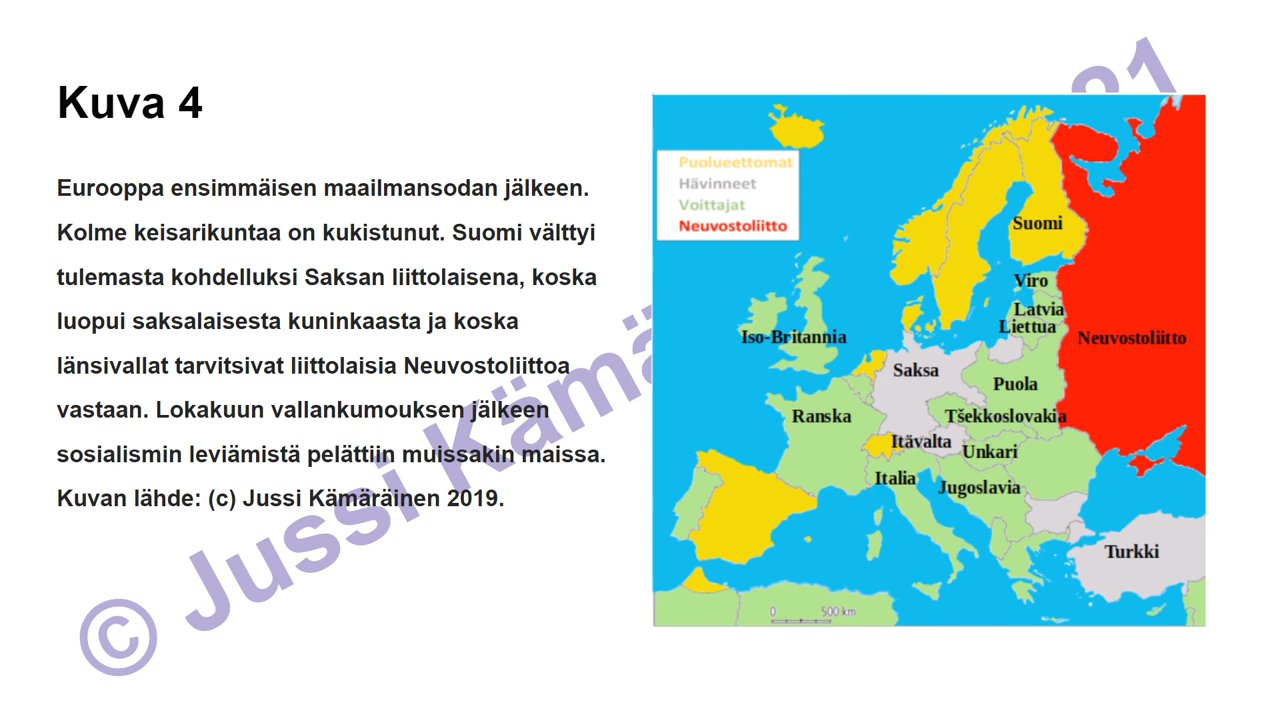 Kuva 4
Eurooppa ensimmäisen maailmansodan jälkeen.
Kolme keisarikuntaa on kukistunut. Suomi välttyi
tulemasta kohdelluksi Saksan liittolaisena, koska
luopui saksalaisesta kuninkaasta ja koska
länsivallat tarvitsivat liittolaisia Neuvostoliittoa
vastaan. Lokakuun vallankumouksen jälkeen
sosialismin leviämistä pelättiin muissakin maissa.
Kuvan lähde: (c) Jussi Kämäräinen 2019.
Puolueettomat
Hävinneet
Voittajat
Neuvostoliitto
Suomi
Viro
Latvia
Liettua
Iso-Britannia
Neuvostoliitto
Saksa
Puola
Ranska
Tšekkoslovakia
Itävalta
Unkari
Italia
Jugoslavia
Turkki
0 500 km
© Jussi Kämä
21